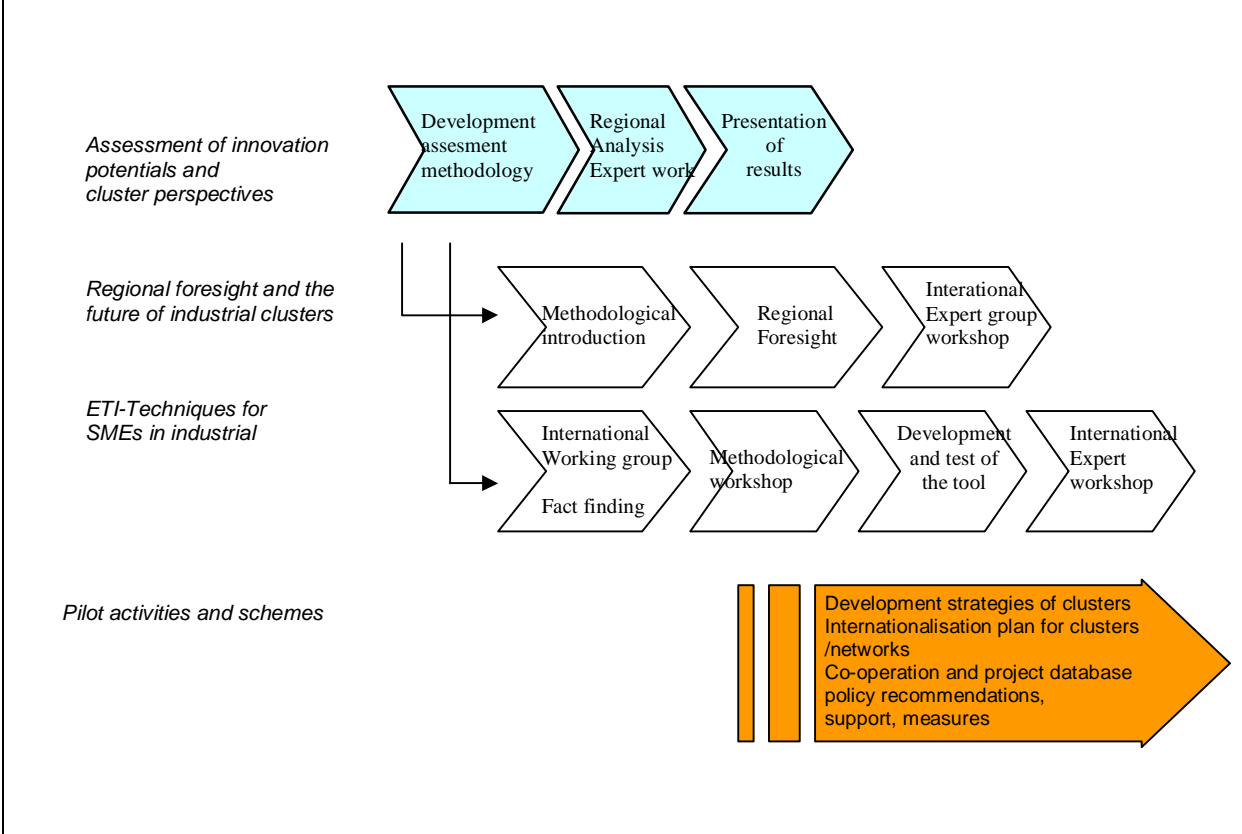 Assessment of innovation
potentials and
cluster perspectives
Development
assesment
methodology
Regional
Analysis
Expert work
Presentation
of
results
Regional foresight and the
future of industrial clusters
Methodological
introduction
Regional
Foresight
Interational
Expert group
workshop
ETI-Techniques for
SMEs in industrial
International
Working group
Fact finding
Methodological
workshop
Development
and test of
the tool
International
Expert
workshop
Pilot activities and schemes
Development strategies of clusters
Internationalisation plan for clusters
/networks
Co-operation and project database
policy recommendations,
support, measures